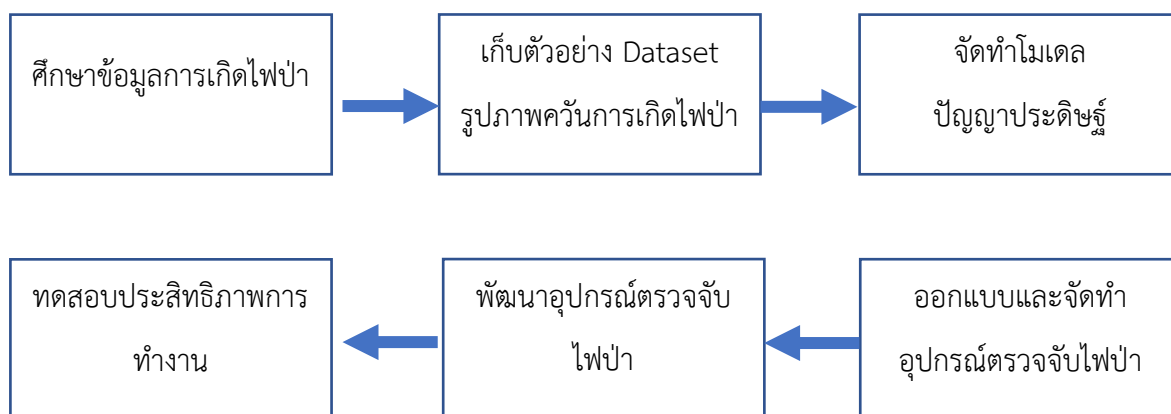 ศึกษาข้อมูลการเกิดไฟป่า
เก็บตัวอย่าง Dataset
รูปภาพควันการเกิดไฟป่า
จัดทำโมเดล
ปัญญาประดิษฐ์
ออกแบบและจัดทำ
อุปกรณ์ตรวจจับไฟป่า
พัฒนาอุปกรณ์ตรวจจับ
ไฟป่า
ทดสอบประสิทธิภาพการ
ทำงาน